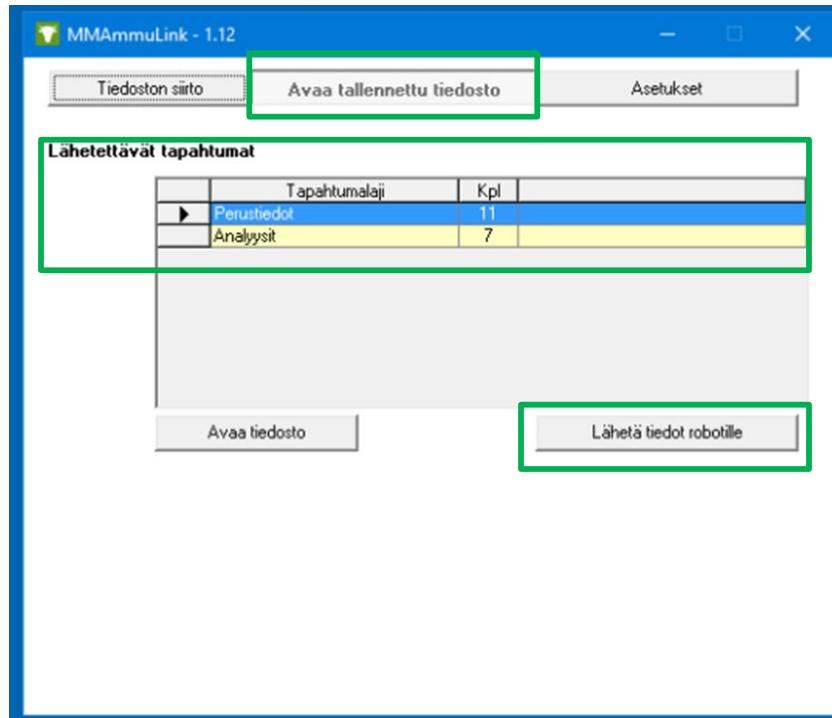 MMAmmuLink - 1.12
Tiedoston siirto Avaa tallennettu tiedosto Asetukset
Lähetettävät tapahtumat
Tapahtumalaji Kpl
Perustiedot 11
Analyysit 7
Avaa tiedosto Lähetä tiedot robotille